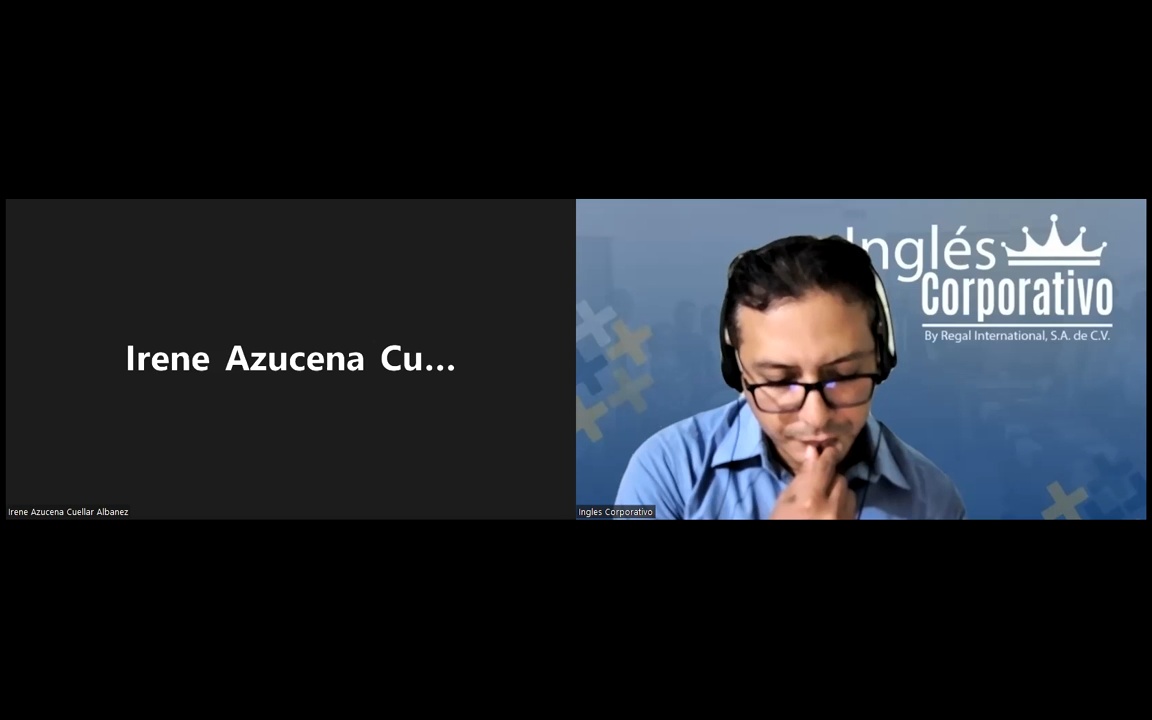 Irene Azucena Cu...
Irene Azucena Cuellar Albanez
Inglés
Corporativo
By Regal International, S.A. de C.V.
Ingles Corporativo